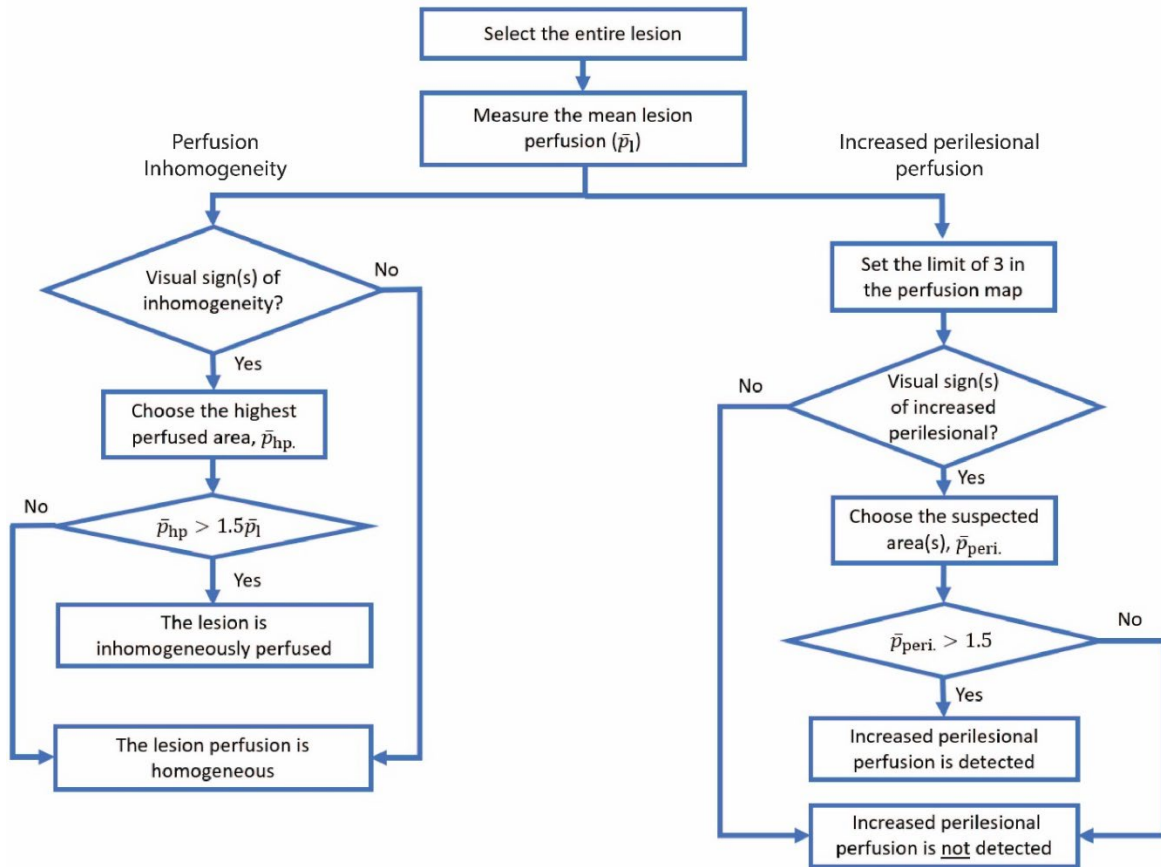 Select the entire lesion
Measure the mean lesion
perfusion (p̄l)
Perfusion
Inhomogeneity
Visual sign(s) of
inhomogeneity?
No
Yes
Choose the highest
perfused area, p̄hp.
No
p̄hp > 1.5p̄l
Yes
The lesion is
inhomogeneously perfused
The lesion perfusion is
homogeneous
Increased perilesional
perfusion
Set the limit of 3 in
the perfusion map
No
Visual sign(s)
of increased
perilesional?
Yes
Choose the suspected
area(s), p̄peri.
No
p̄peri. > 1.5
Yes
Increased perilesional
perfusion is detected
Increased perilesional
perfusion is not detected